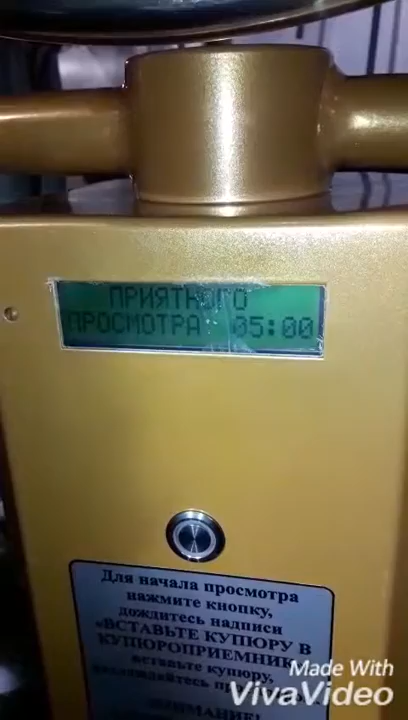 ПРИЯТНОГО
ПРОСМОТРА: 05:00
Для начала просмотра
нажмите кнопку,
дождитесь надписи
«ВСТАВЬТЕ КУПЮРУ В
КУПЮРОПРИЕМНИК
вставьте купюру,
Made With
VivaVideo